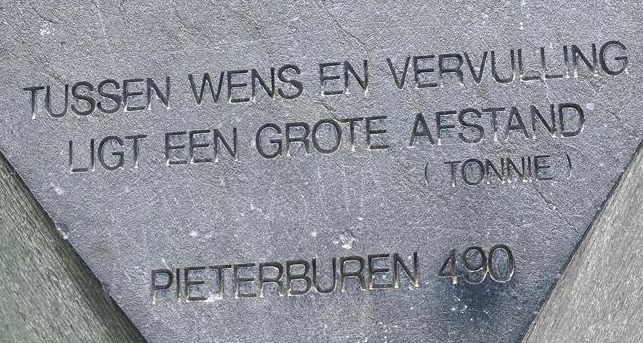 TUSSEN WENS EN VERVULLING
LIGT EEN GROTE AFSTAND
( TONNIE )
PIETERBUREN 490